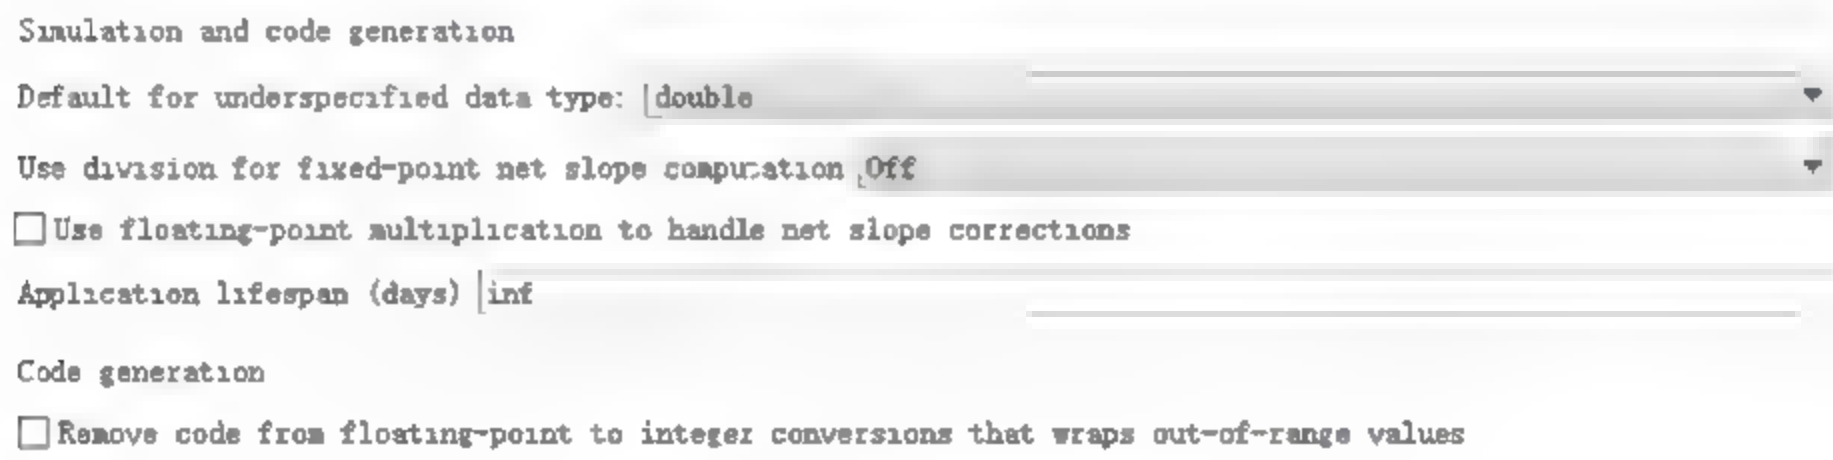 Simulation and code generation
Default for underspecified data type: double
Use division for fixed-point net slope computation Off
Use floating-point multiplication to handle net slope corrections
Application lifespan (days) inf
Code generation
Remove code from floating-point to integer conversions that wraps out-of-range values